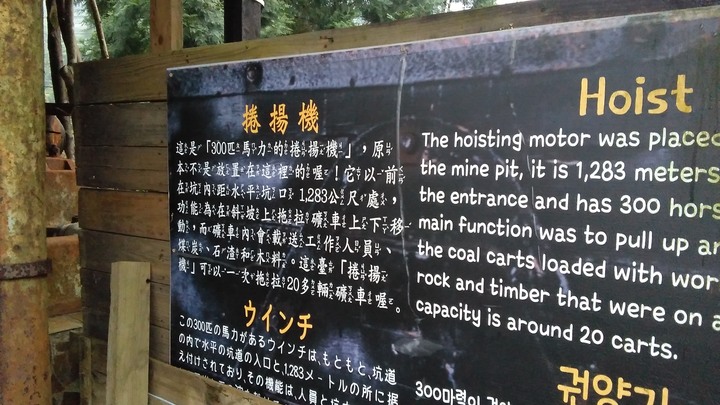 捲揚機
這是「300匹馬力的捲揚機」，原
本不是放置在這裡的喔！它以前
在坑內距水平坑口1,283公尺處，
功能為在斜坡上拖拉礦車上下移
動，而礦車內會載送工作人員、
煤炭、石渣和木料。這臺「捲揚
機」可以一次拖拉20多輛礦車喔。
ウインチ
この300匹の馬力があるウインチは、もともと、坑道
の内で水平の坑道の入口と、1,283メートルの所に据
え付けされており、その機能は、人員と
Hoist
The hoisting motor was placed
the mine pit, it is 1,283 meters
the entrance and has 300
main function was to pull up
the coal carts loaded with
rock and timber that were on
capacity is around 20 carts.
권양기
300마력의